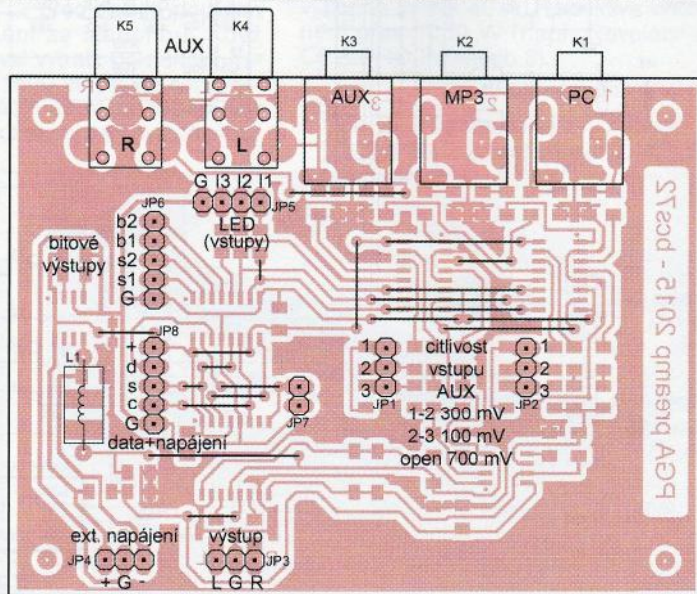 K5
K4
AUX
K3
K2
K1
R
L
AUX
MP3
PC
R
L
3
2
1
G I3 I2 I1
JP6
JP5
LED
(vstupy)
b2
b1
s2
s1
G
bitové
výstupy
JP8
+
d
s
c
G
L1
data+napájení
JP7
1
2
3
JP1
citlivost
vstupu
AUX
1-2 300 mV
2-3 100 mV
open 700 mV
1
2
3
JP2
PGA preamp 2015 - bcs72
ext. napájení
JP4
+ G -
výstup
JP3
L G R